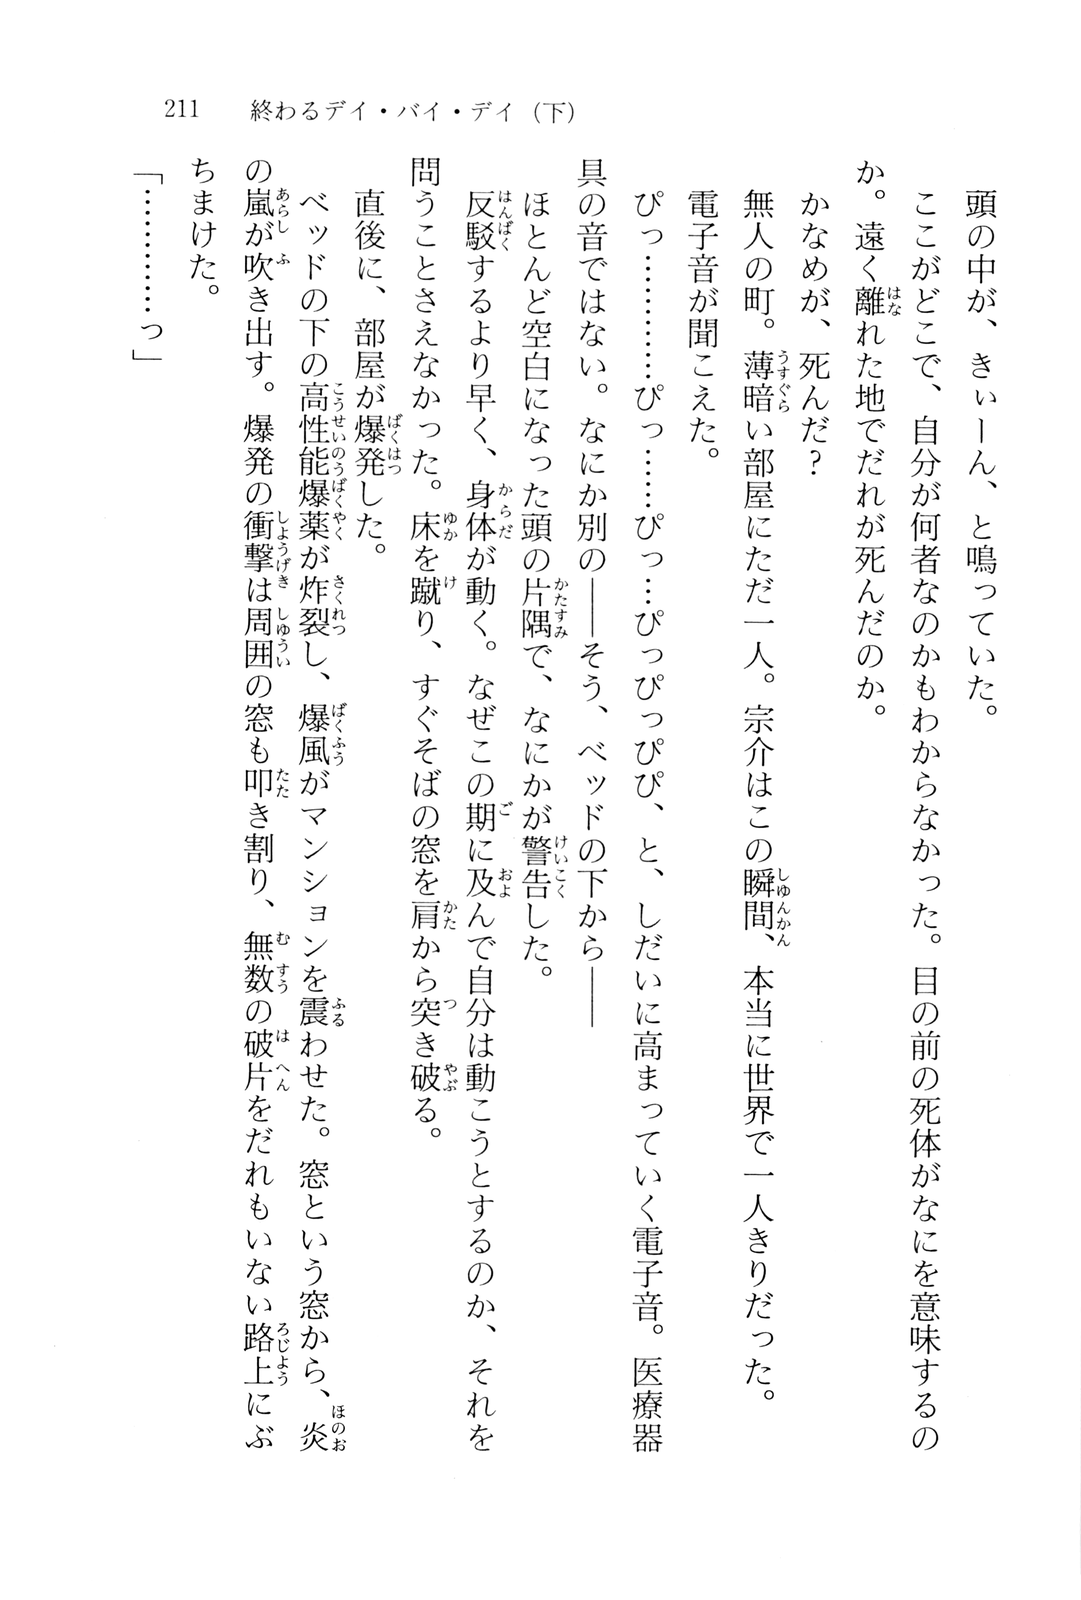 211　終わるデイ・バイ・デイ（下）
　頭の中が、きぃーん、と鳴っていた。
　ここがどこで、自分が何者なのかもわからなかった。目の前の死体がなにを意味するの
か。遠く離れた地でだれが死んだのか。
　かなめが、死んだ？
　無人の町。薄暗い部屋にただ一人。宗介はこの瞬間、本当に世界で一人きりだった。
電子音が聞こえた。
　ぴっ…………ぴっ………ぴっ…ぴっぴっぴぴ、と、しだいに高まっていく電子音。医療器
具の音ではない。なにか別の――そう、ベッドの下から――
　ほとんど空白になった頭の片隅で、なにかが警告した。
　反駁するより早く、身体が動く。なぜこの期に及んで自分は動こうとするのか、それを
問うことさえなかった。床を蹴り、すぐそばの窓を肩から突き破る。
　直後に、部屋が爆発した。
　ベッドの下の高性能爆薬が炸裂し、爆風がマンションを震わせた。窓という窓から、炎
の嵐が吹き出す。爆発の衝撃は周囲の窓も叩き割り、無数の破片をだれもいない路上にぶ
ちまけた。
「…………っ」